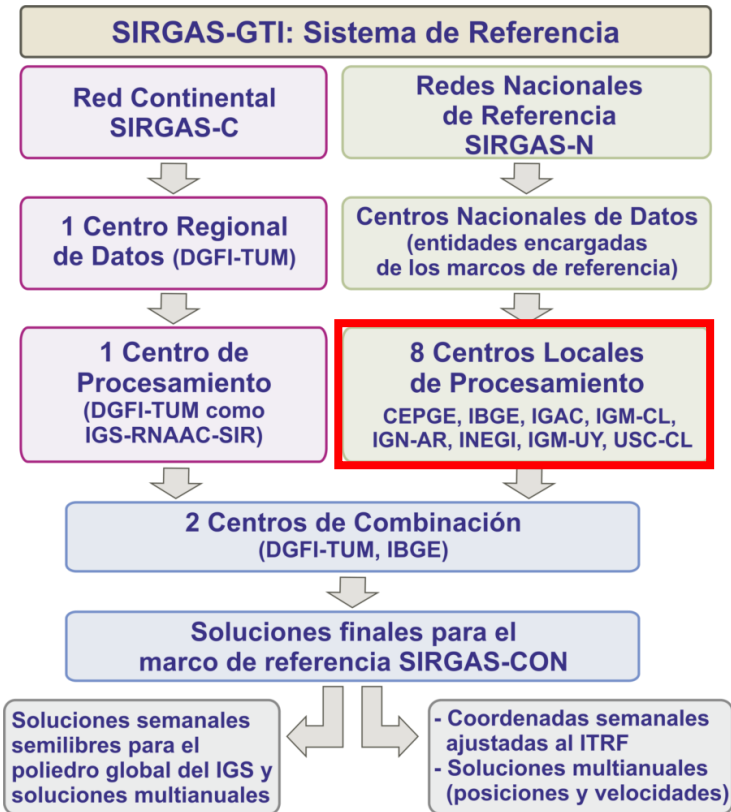 SIRGAS-GTI: Sistema de Referencia
Red Continental
SIRGAS-C
Redes Nacionales
de Referencia
SIRGAS-N
1 Centro Regional
de Datos (DGFI-TUM)
Centros Nacionales de Datos
(entidades encargadas
de los marcos de referencia)
1 Centro de
Procesamiento
(DGFI-TUM como
IGS-RNAAC-SIR)
8 Centros Locales
de Procesamiento
CEPGE, IBGE, IGAC, IGM-CL,
IGN-AR, INEGI, IGM-UY, USC-CL
2 Centros de Combinación
(DGFI-TUM, IBGE)
Soluciones finales para el
marco de referencia SIRGAS-CON
Soluciones semanales
semilibres para el
poliedro global del IGS y
soluciones multianuales
- Coordenadas semanales
ajustadas al ITRF
- Soluciones multianuales
(posiciones y velocidades)